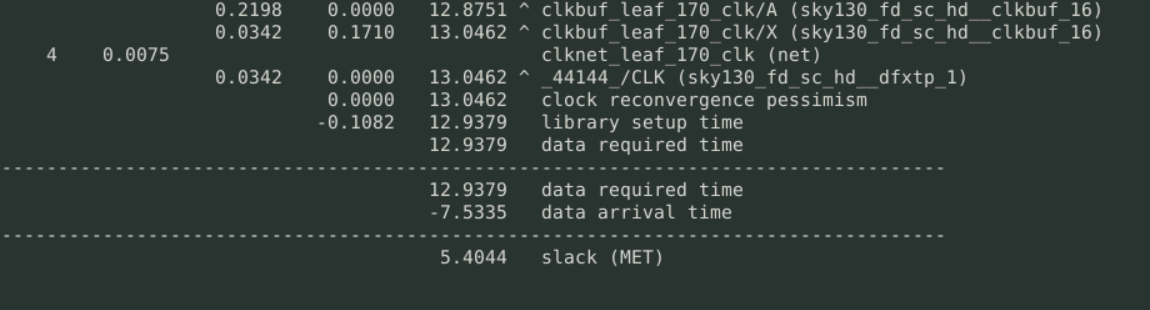 0.2198 0.0000 12.8751 ^ clkbuf_leaf_170_clk/A (sky130_fd_sc_hd__clkbuf_16)
0.0342 0.1710 13.0462 ^ clkbuf_leaf_170_clk/X (sky130_fd_sc_hd__clkbuf_16)
4 0.0075 clknet_leaf_170_clk (net)
0.0342 0.0000 13.0462 ^ _44144_/CLK (sky130_fd_sc_hd__dfxtp_1)
0.0000 13.0462 clock reconvergence pessimism
-0.1082 12.9379 library setup time
12.9379 data required time
------------------------------------------------------------------------------------
12.9379 data required time
-7.5335 data arrival time
------------------------------------------------------------------------------------
5.4044 slack (MET)